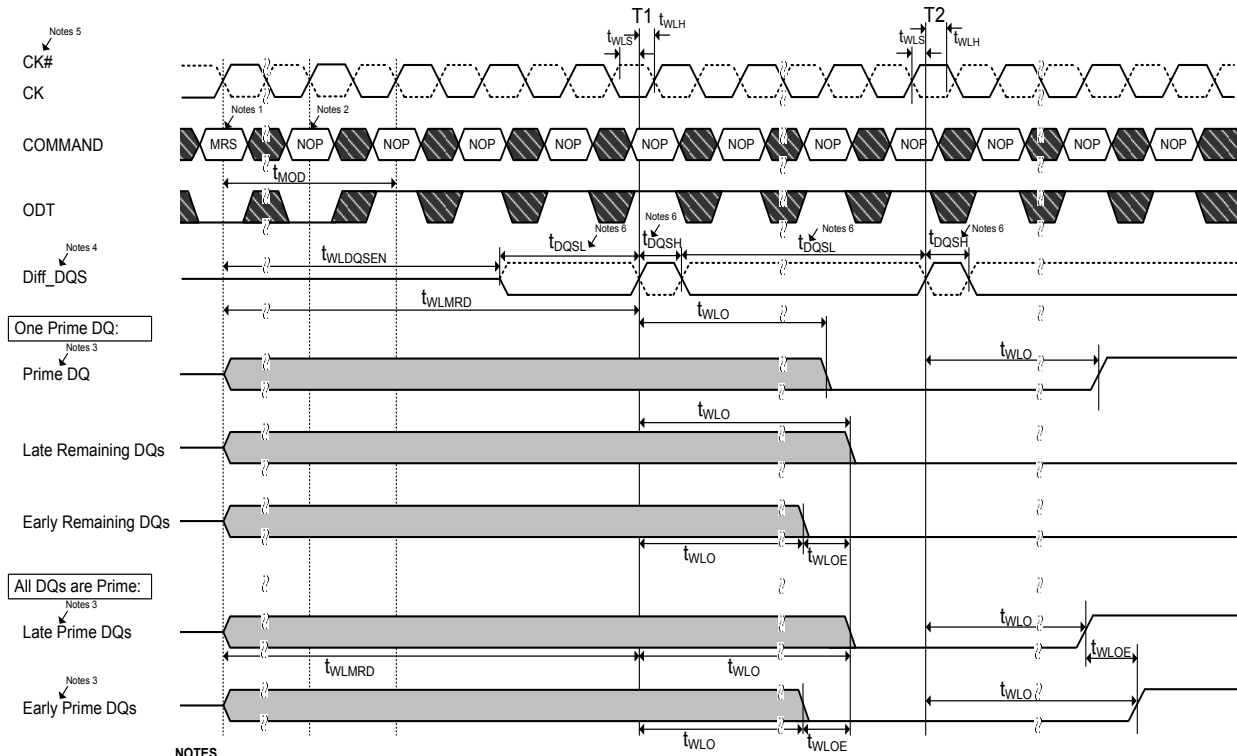 T1 T2
Notes 5
tWLS tWLH tWLS tWLH
CK#
CK
Notes 1 Notes 2
COMMAND MRS NOP NOP NOP NOP NOP NOP NOP NOP NOP NOP NOP
tMOD
ODT
Notes 6 Notes 6 Notes 6 Notes 6
tDQSL tDQSH tDQSL tDQSH
Notes 4
tWLDQSEN
Diff_DQS
tWLMRD
tWLO
One Prime DQ:
Notes 3
tWLO
Prime DQ
tWLO
Late Remaining DQs
Early Remaining DQs
tWLO tWLOE
All DQs are Prime:
Notes 3
tWLO
Late Prime DQs
tWLOE
tWLMRD tWLO
Notes 3
tWLO
Early Prime DQs
tWLO tWLOE
NOTES